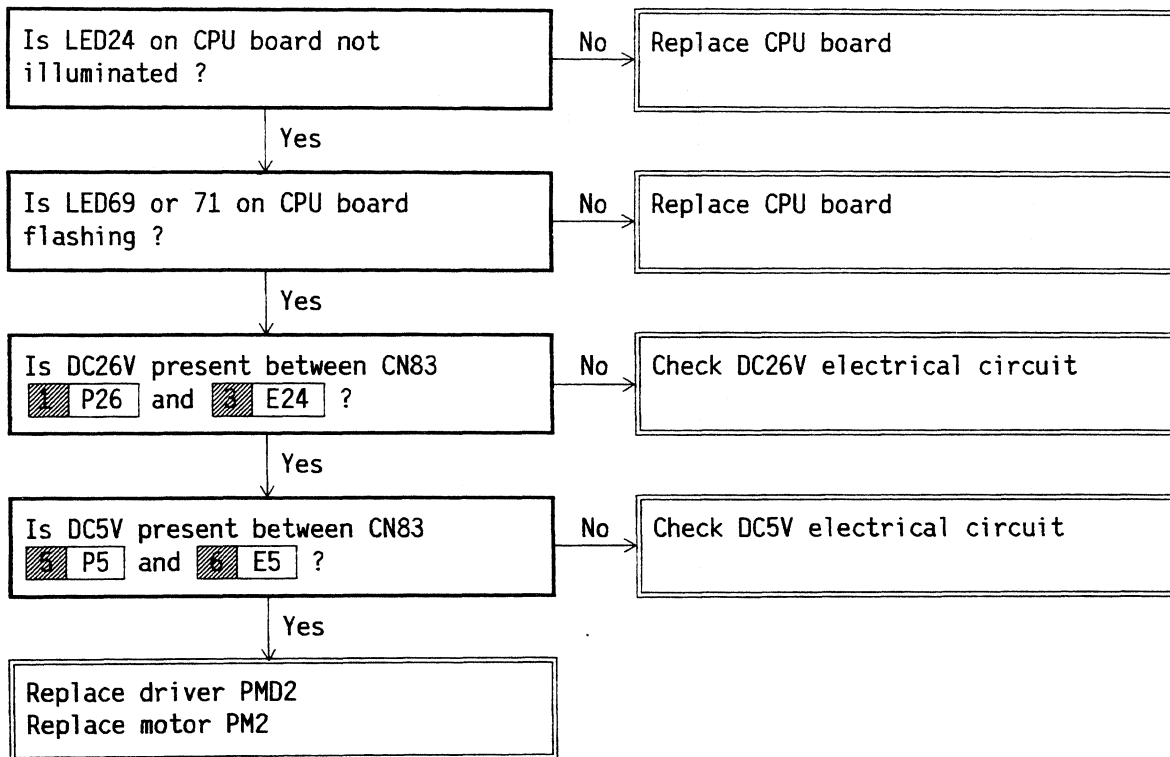 Is LED24 on CPU board not
illuminated ?
No
Replace CPU board
Yes
Is LED69 or 71 on CPU board
flashing ?
No
Replace CPU board
Yes
Is DC26V present between CN83
1 P26 and 3 E24 ?
No
Check DC26V electrical circuit
Yes
Is DC5V present between CN83
5 P5 and 6 E5 ?
No
Check DC5V electrical circuit
Yes
Replace driver PMD2
Replace motor PM2